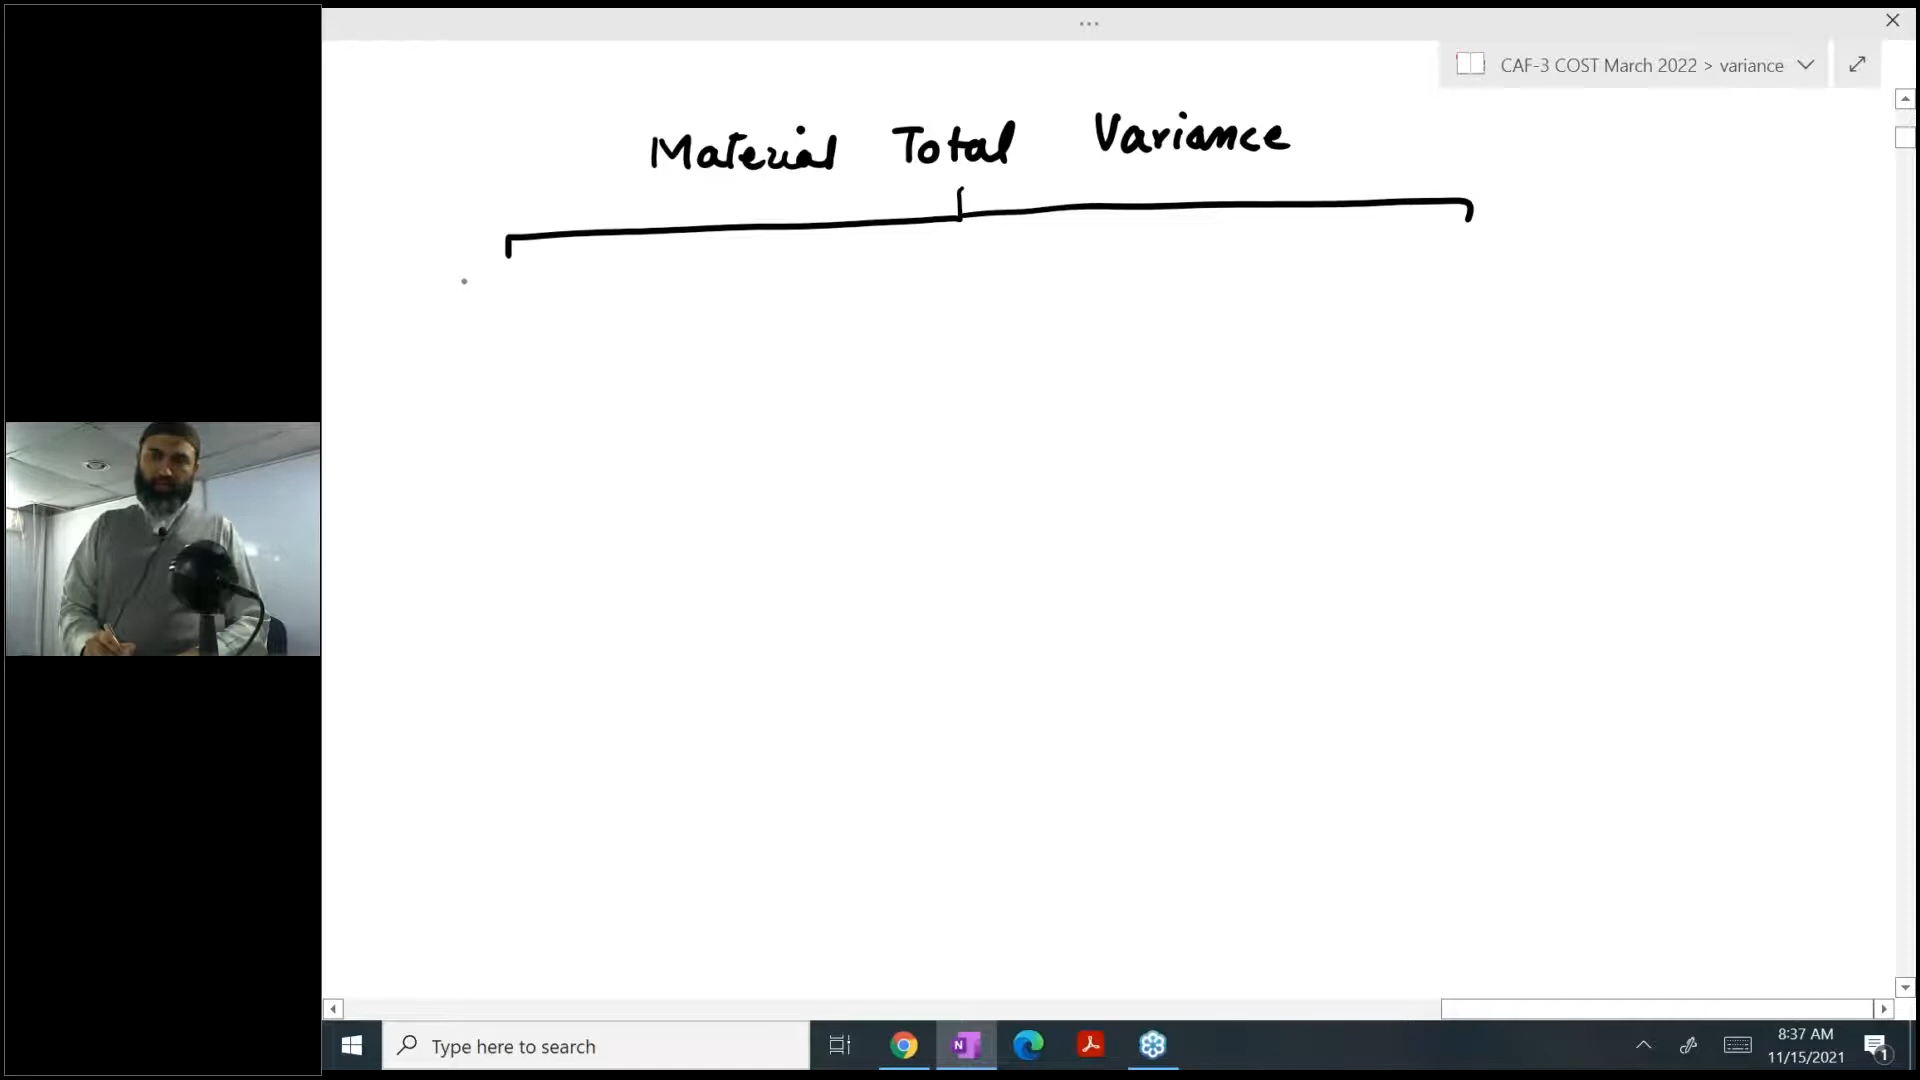 CAF-3 COST March 2022 > variance
Material Total Variance
Type here to search
N
8:37 AM
11/15/2021
1